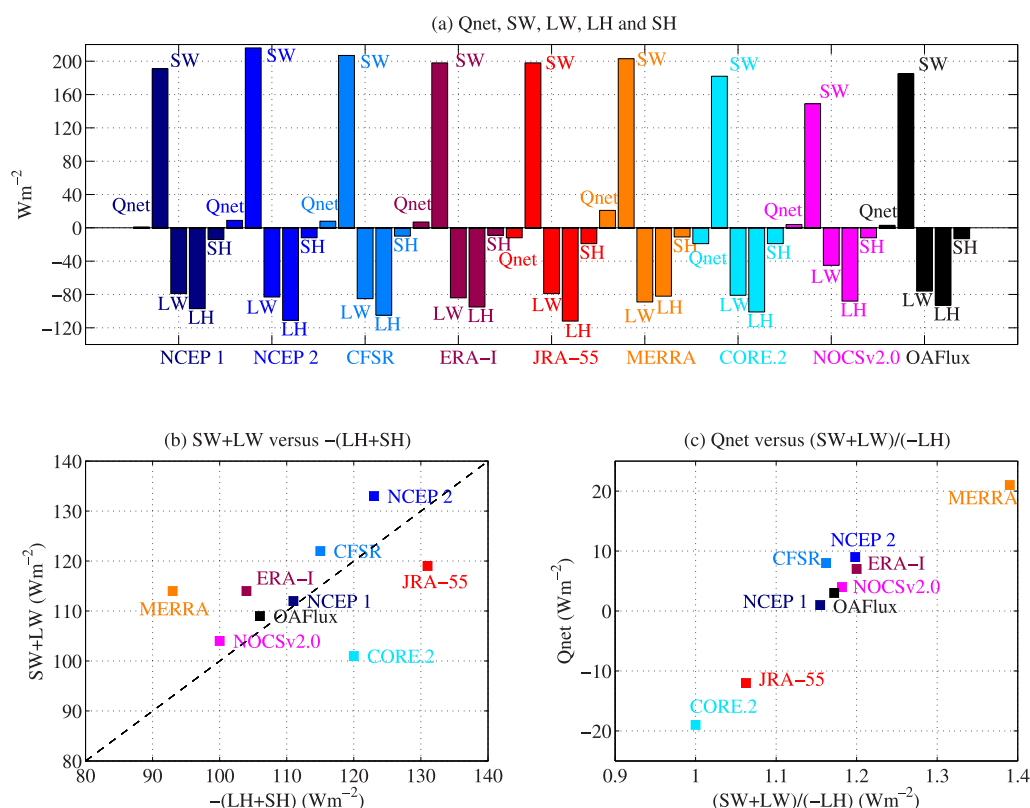 (a) Qnet, SW, LW, LH and SH
Wm−2
200
160
120
80
40
0
−40
−80
−120
Qnet SW LW LH SH
Qnet SW LW LH SH
Qnet SW LW LH SH
Qnet SW LW LH SH
Qnet SW LW LH SH
Qnet SW LW LH SH
Qnet SW LW LH SH
Qnet SW LW LH SH
Qnet SW LW LH SH
NCEP 1 NCEP 2 CFSR ERA−I JRA−55 MERRA CORE.2 NOCSv2.0 OAFlux
(b) SW+LW versus −(LH+SH)
SW+LW (Wm−2)
140
130
120
110
100
90
80
NCEP 2
CFSR
JRA−55
ERA−I
MERRA
NCEP 1
OAFlux
NOCSv2.0
CORE.2
80 90 100 110 120 130 140
−(LH+SH) (Wm−2)
(c) Qnet versus (SW+LW)/(−LH)
Qnet (Wm−2)
20
10
0
−10
−20
MERRA
NCEP 2
CFSR
ERA−I
NOCSv2.0
NCEP 1
OAFlux
JRA−55
CORE.2
0.9 1 1.1 1.2 1.3 1.4
(SW+LW)/(−LH) (Wm−2)